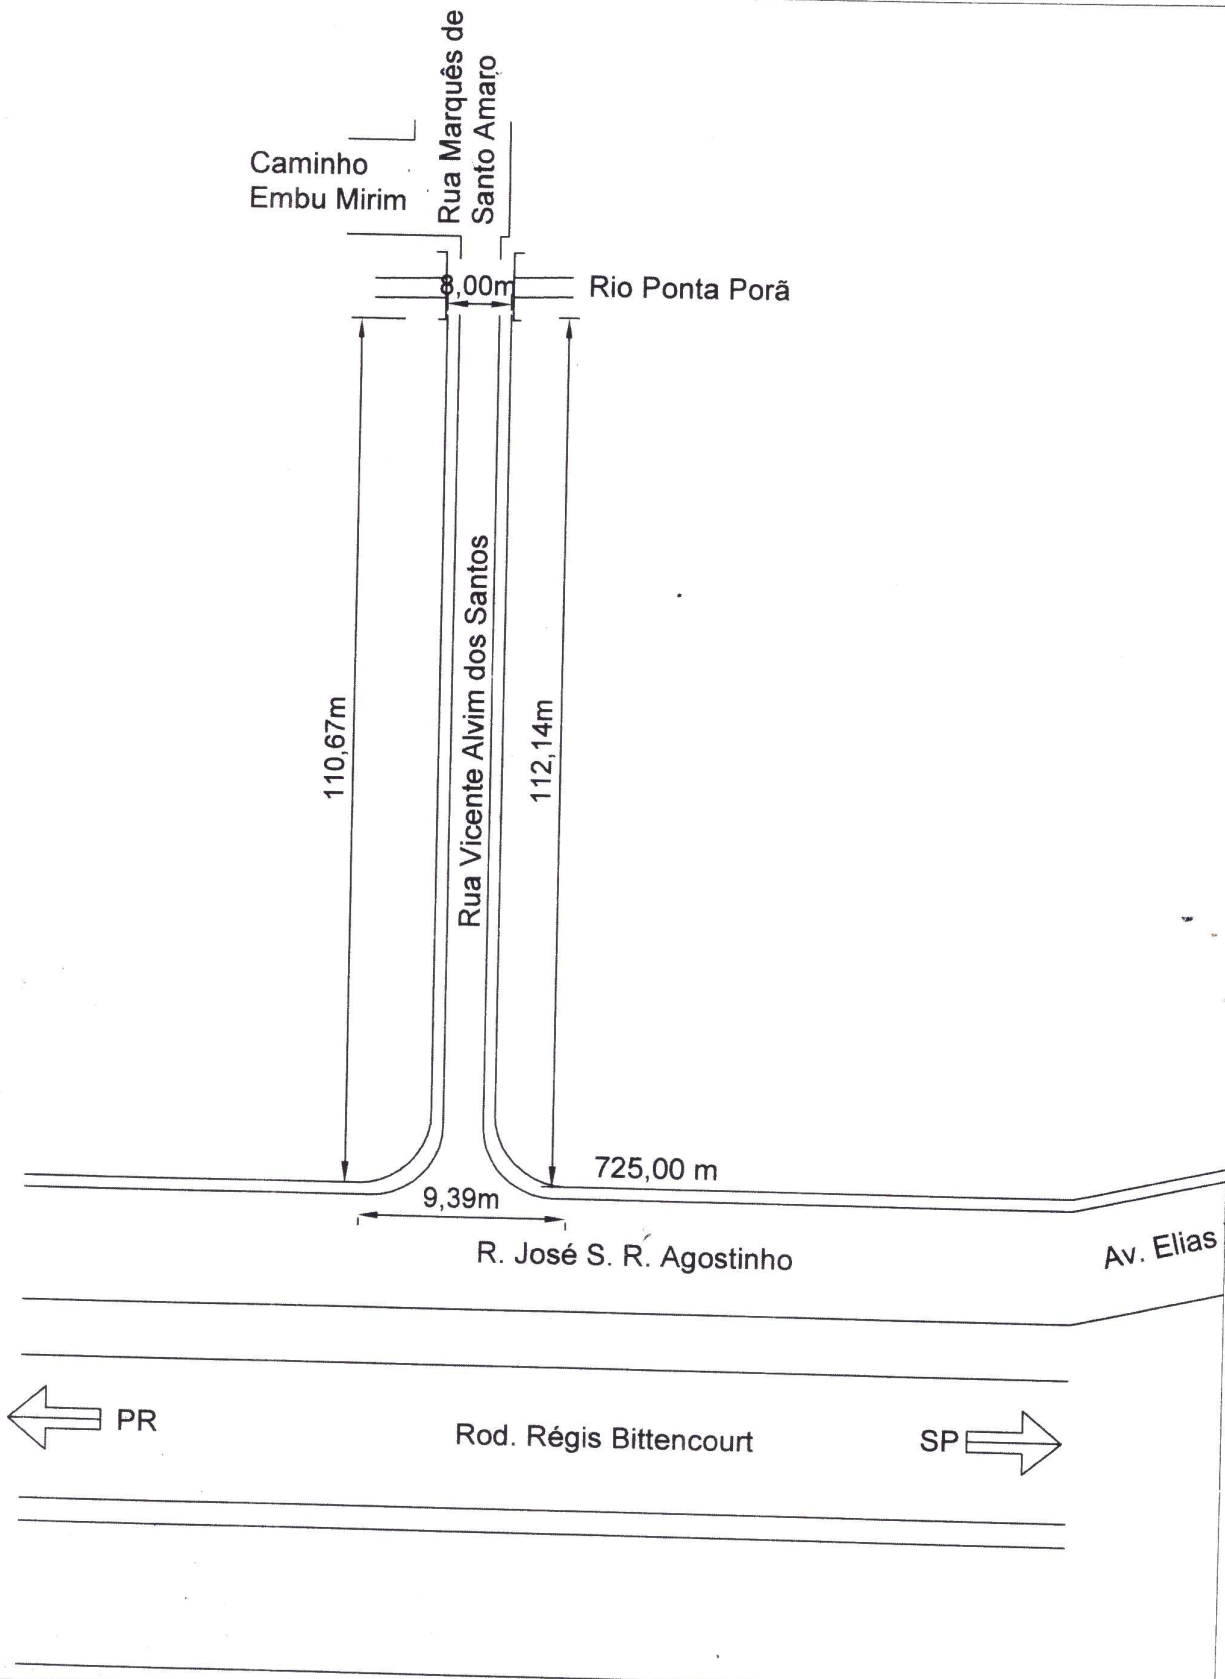 Rua Marquês de
Santo Amaro
Caminho
Embu Mirim
8,00m
Rio Ponta Porã
Rua Vicente Alvim dos Santos
110,67m
112,14m
725,00 m
9,39m
R. José S. R. Agostinho
Av. Elias
PR
Rod. Régis Bittencourt
SP